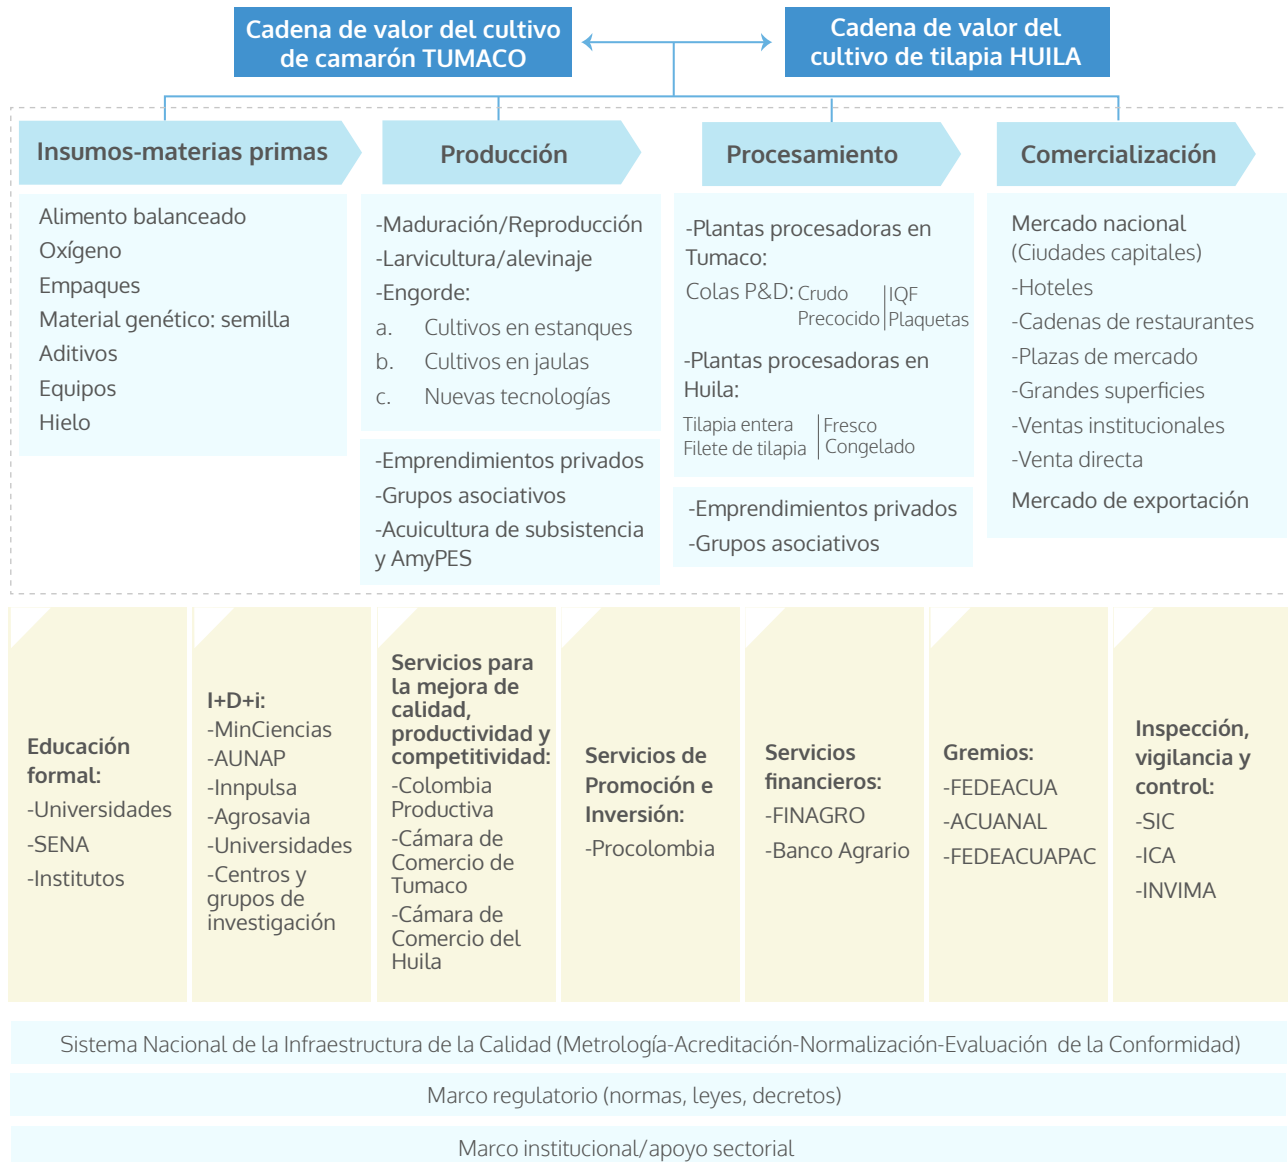 Cadena de valor del cultivo
de camarón TUMACO
Cadena de valor del
cultivo de tilapia HUILA
Insumos-materias primas
Alimento balanceado
Oxígeno
Empaques
Material genético: semilla
Aditivos
Equipos
Hielo
Producción
-Maduración/Reproducción
-Larvicultura/alevinaje
-Engorde:
a. Cultivos en estanques
b. Cultivos en jaulas
c. Nuevas tecnologías
-Emprendimientos privados
-Grupos asociativos
-Acuicultura de subsistencia
y AmyPES
Procesamiento
-Plantas procesadoras en
Tumaco:
Colas P&D: Crudo IQF
Precocido Plaquetas
-Plantas procesadoras en
Huila:
Tilapia entera Fresco
Filete de tilapia Congelado
-Emprendimientos privados
-Grupos asociativos
Comercialización
Mercado nacional
(Ciudades capitales)
-Hoteles
-Cadenas de restaurantes
-Plazas de mercado
-Grandes superficies
-Ventas institucionales
-Venta directa
Mercado de exportación
Educación
formal:
-Universidades
-SENA
-Institutos
I+D+i:
-MinCiencias
-AUNAP
-Innpulsa
-Agrosavia
-Universidades
-Centros y
grupos de
investigación
Servicios para
la mejora de
calidad,
productividad y
competitividad:
-Colombia
Productiva
-Cámara de
Comercio de
Tumaco
-Cámara de
Comercio del
Huila
Servicios de
Promoción e
Inversión:
-Procolombia
Servicios
financieros:
-FINAGRO
-Banco Agrario
Gremios:
-FEDEACUA
-ACUANAL
-FEDEACUAPAC
Inspección,
vigilancia y
control:
-SIC
-ICA
-INVIMA
Sistema Nacional de la Infraestructura de la Calidad (Metrología-Acreditación-Normalización-Evaluación de la Conformidad)
Marco regulatorio (normas, leyes, decretos)
Marco institucional/apoyo sectorial